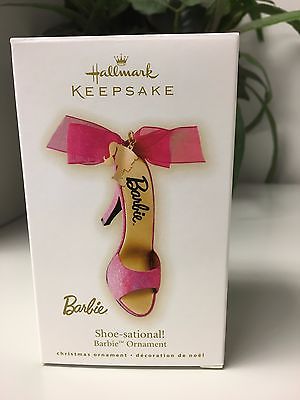 Hallmark
KEEPSAKE
Barbie
Barbie
Shoe-sational!
Barbie™ Ornament
christmas ornament • décoration de noël